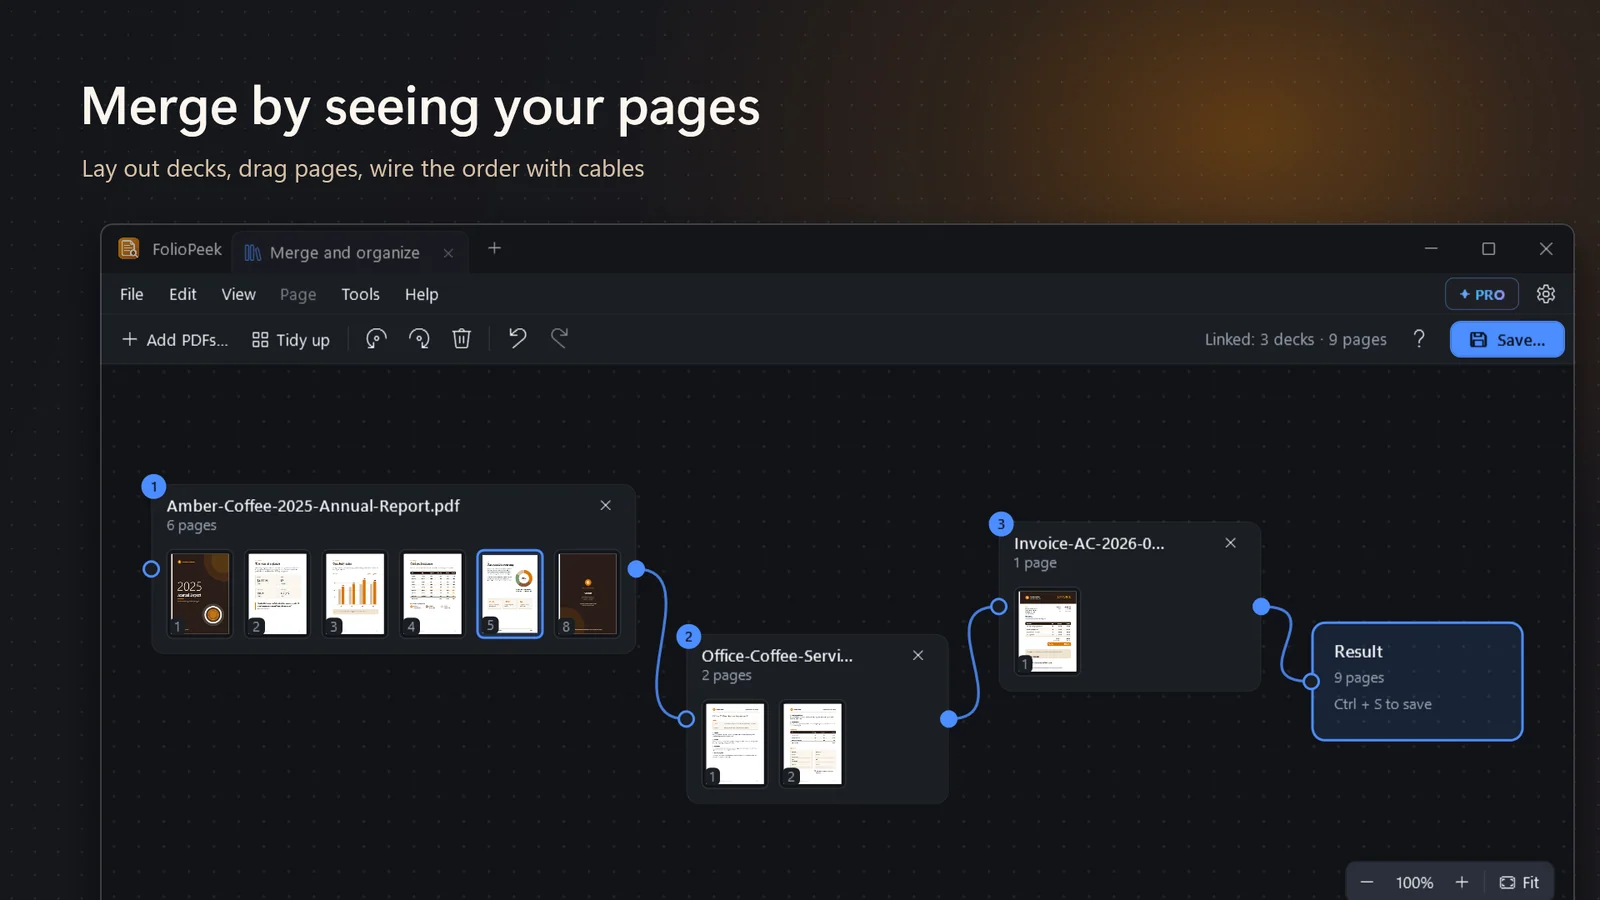 Merge by seeing your pages
Lay out decks, drag pages, wire the order with cables
FolioPeek
Merge and organize
File Edit View Page Tools Help
PRO
Add PDFs... Tidy up
Linked: 3 decks · 9 pages
?
Save...
1
Amber-Coffee-2025-Annual-Report.pdf
6 pages
2025
1 2 3 4 5 8
2
Office-Coffee-Servi...
2 pages
1 2
3
Invoice-AC-2026-0...
1 page
1
Result
9 pages
Ctrl + S to save
100%
Fit